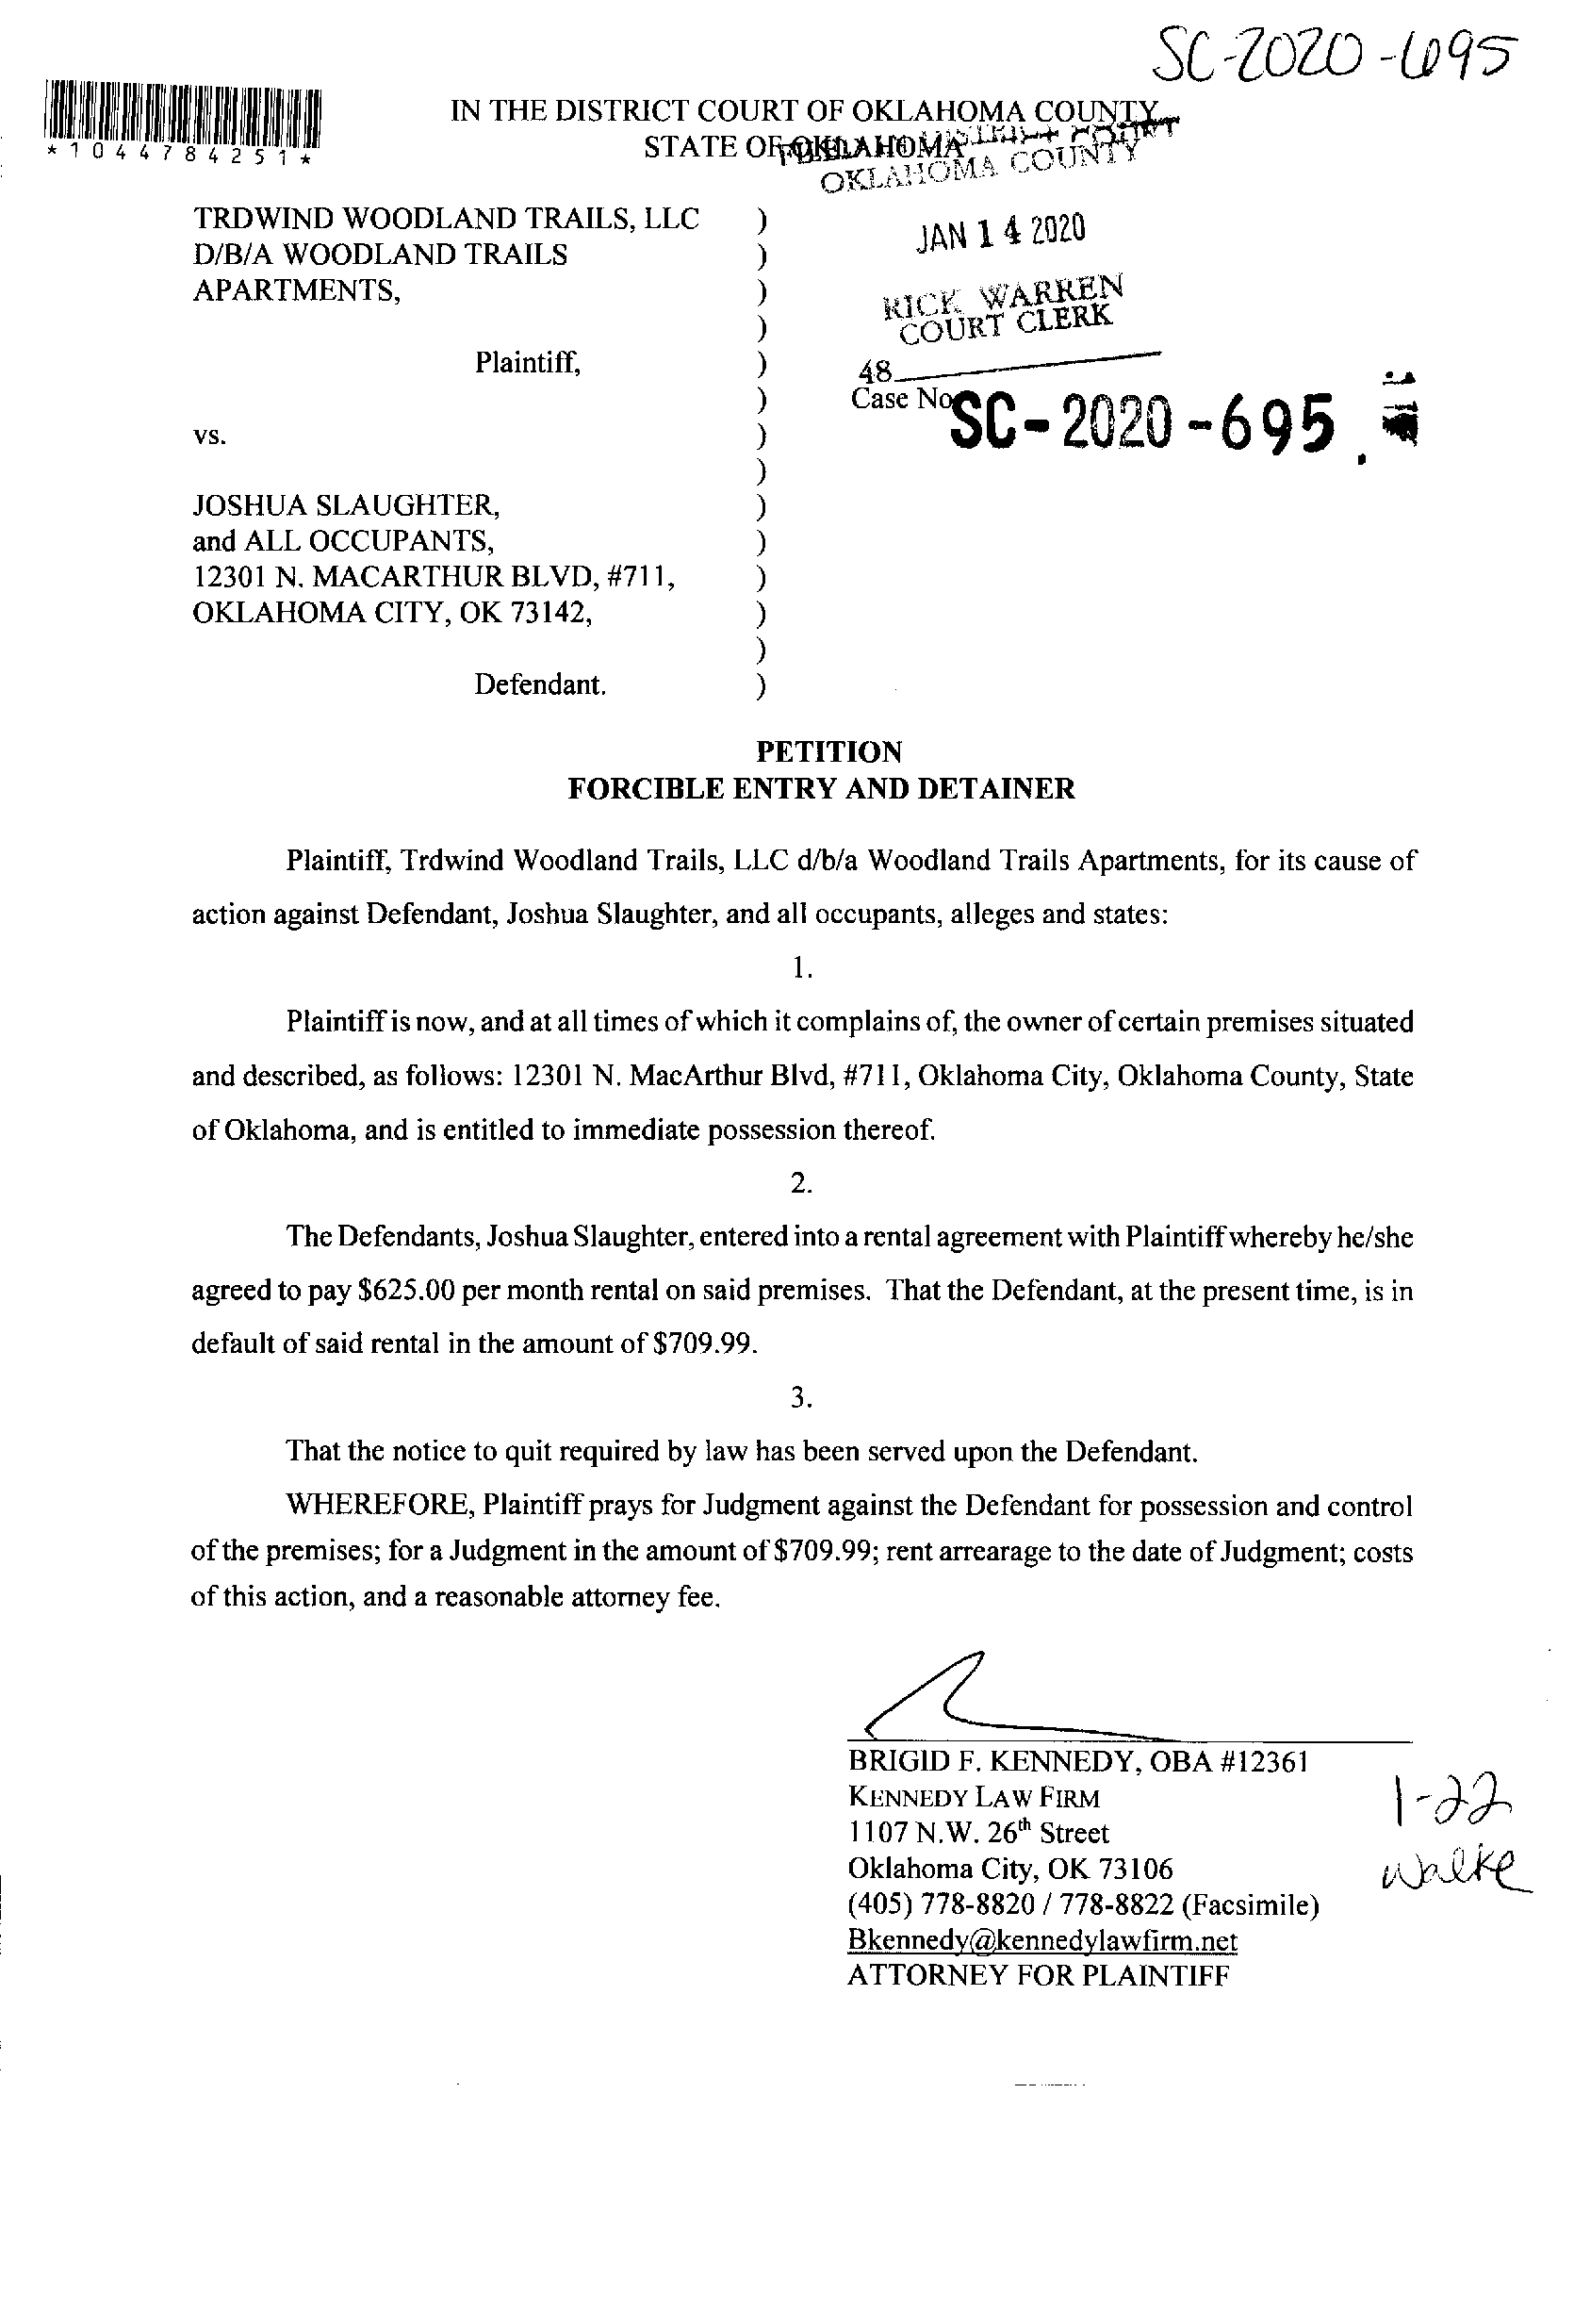 SC-2020-695
*1044784251*
IN THE DISTRICT COURT OF OKLAHOMA COUNTY
STATE OF OKLAHOMA
OKLAHOMA COUNTY
TRDWIND WOODLAND TRAILS, LLC )
D/B/A WOODLAND TRAILS )
APARTMENTS, )
)
JAN 14 2020
RICK WARREN
COURT CLERK
48
Plaintiff, )
) Case No. SC-2020-695
vs. )
)
JOSHUA SLAUGHTER, )
and ALL OCCUPANTS, )
12301 N. MACARTHUR BLVD, #711, )
OKLAHOMA CITY, OK 73142, )
)
Defendant. )
PETITION
FORCIBLE ENTRY AND DETAINER
Plaintiff, Trdwind Woodland Trails, LLC d/b/a Woodland Trails Apartments, for its cause of
action against Defendant, Joshua Slaughter, and all occupants, alleges and states:
1.
Plaintiff is now, and at all times of which it complains of, the owner of certain premises situated
and described, as follows: 12301 N. MacArthur Blvd, #711, Oklahoma City, Oklahoma County, State
of Oklahoma, and is entitled to immediate possession thereof.
2.
The Defendants, Joshua Slaughter, entered into a rental agreement with Plaintiff whereby he/she
agreed to pay $625.00 per month rental on said premises. That the Defendant, at the present time, is in
default of said rental in the amount of $709.99.
3.
That the notice to quit required by law has been served upon the Defendant.
WHEREFORE, Plaintiff prays for Judgment against the Defendant for possession and control
of the premises; for a Judgment in the amount of $709.99; rent arrearage to the date of Judgment; costs
of this action, and a reasonable attorney fee.
BRIGID F. KENNEDY, OBA #12361
KENNEDY LAW FIRM
1107 N.W. 26th Street
Oklahoma City, OK 73106
(405) 778-8820 / 778-8822 (Facsimile)
Bkennedy@kennedylawfirm.net
ATTORNEY FOR PLAINTIFF
1-22
Walke